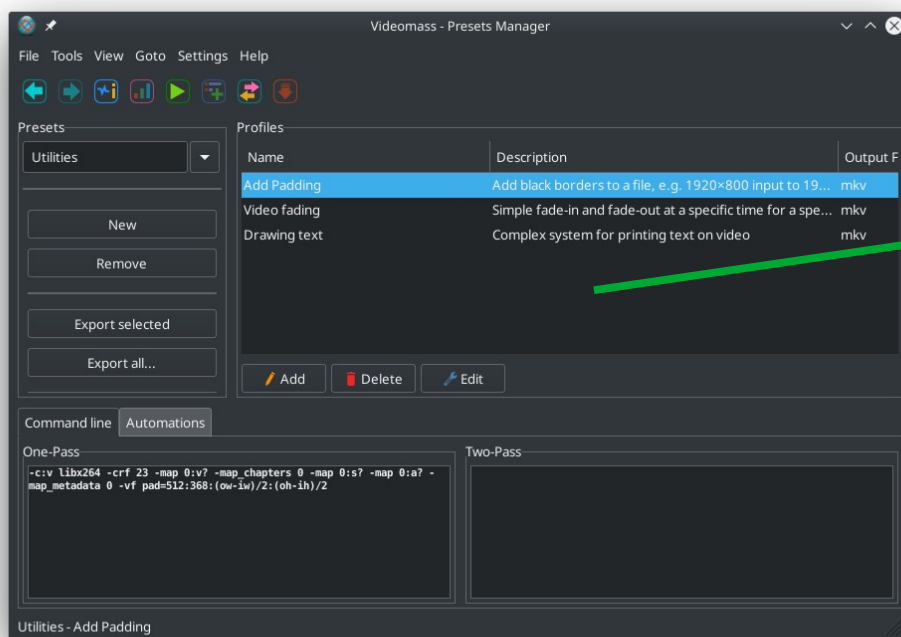 Videomass - Presets Manager
File Tools View Goto Settings Help
Presets
Utilities
New
Remove
Export selected
Export all...
Profiles
Name Description Output F
Add Padding Add black borders to a file, e.g. 1920×800 input to 19... mkv
Video fading Simple fade-in and fade-out at a specific time for a spe... mkv
Drawing text Complex system for printing text on video mkv
Add Delete Edit
Command line Automations
One-Pass
-c:v libx264 -crf 23 -map 0:v? -map_chapters 0 -map 0:s? -map 0:a? -
map_metadata 0 -vf pad=512:368:(ow-iw)/2:(oh-ih)/2
Two-Pass
Utilities - Add Padding